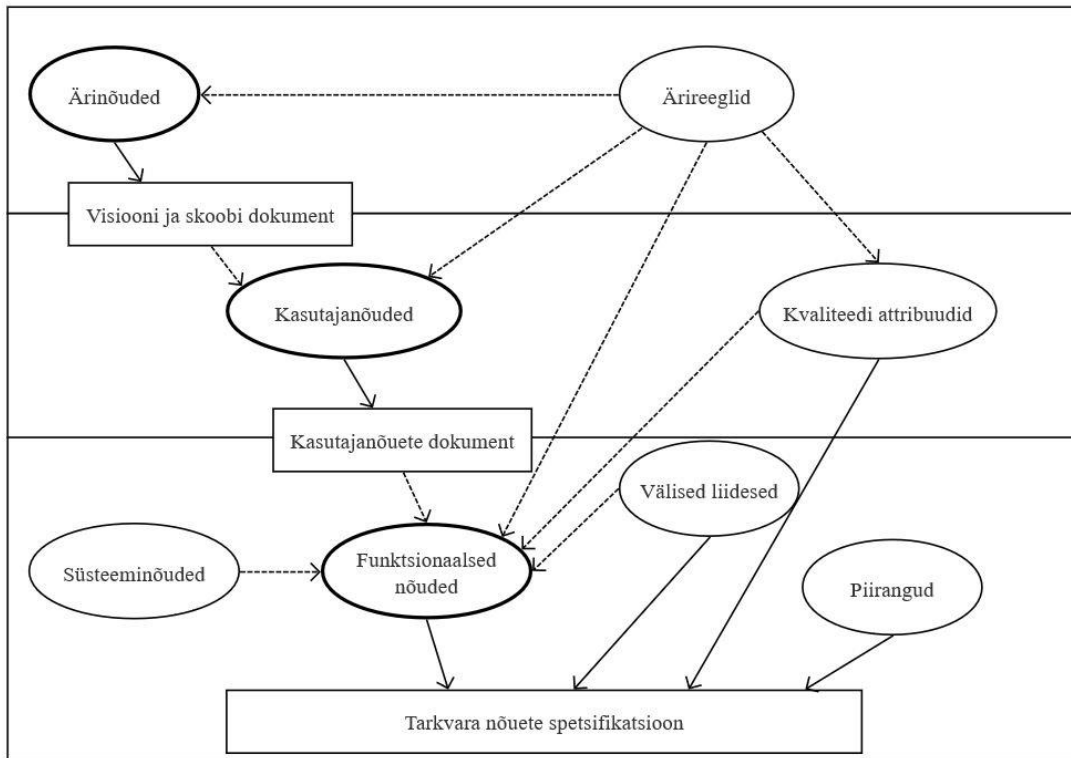 Ärinõuded
Ärireeglid
Visiooni ja skoobi dokument
Kasutajanõuded
Kvaliteedi attribuudid
Kasutajanõuete dokument
Välised liidesed
Süsteeminõuded
Funktsionaalsed
nõuded
Piirangud
Tarkvara nõuete spetsifikatsioon